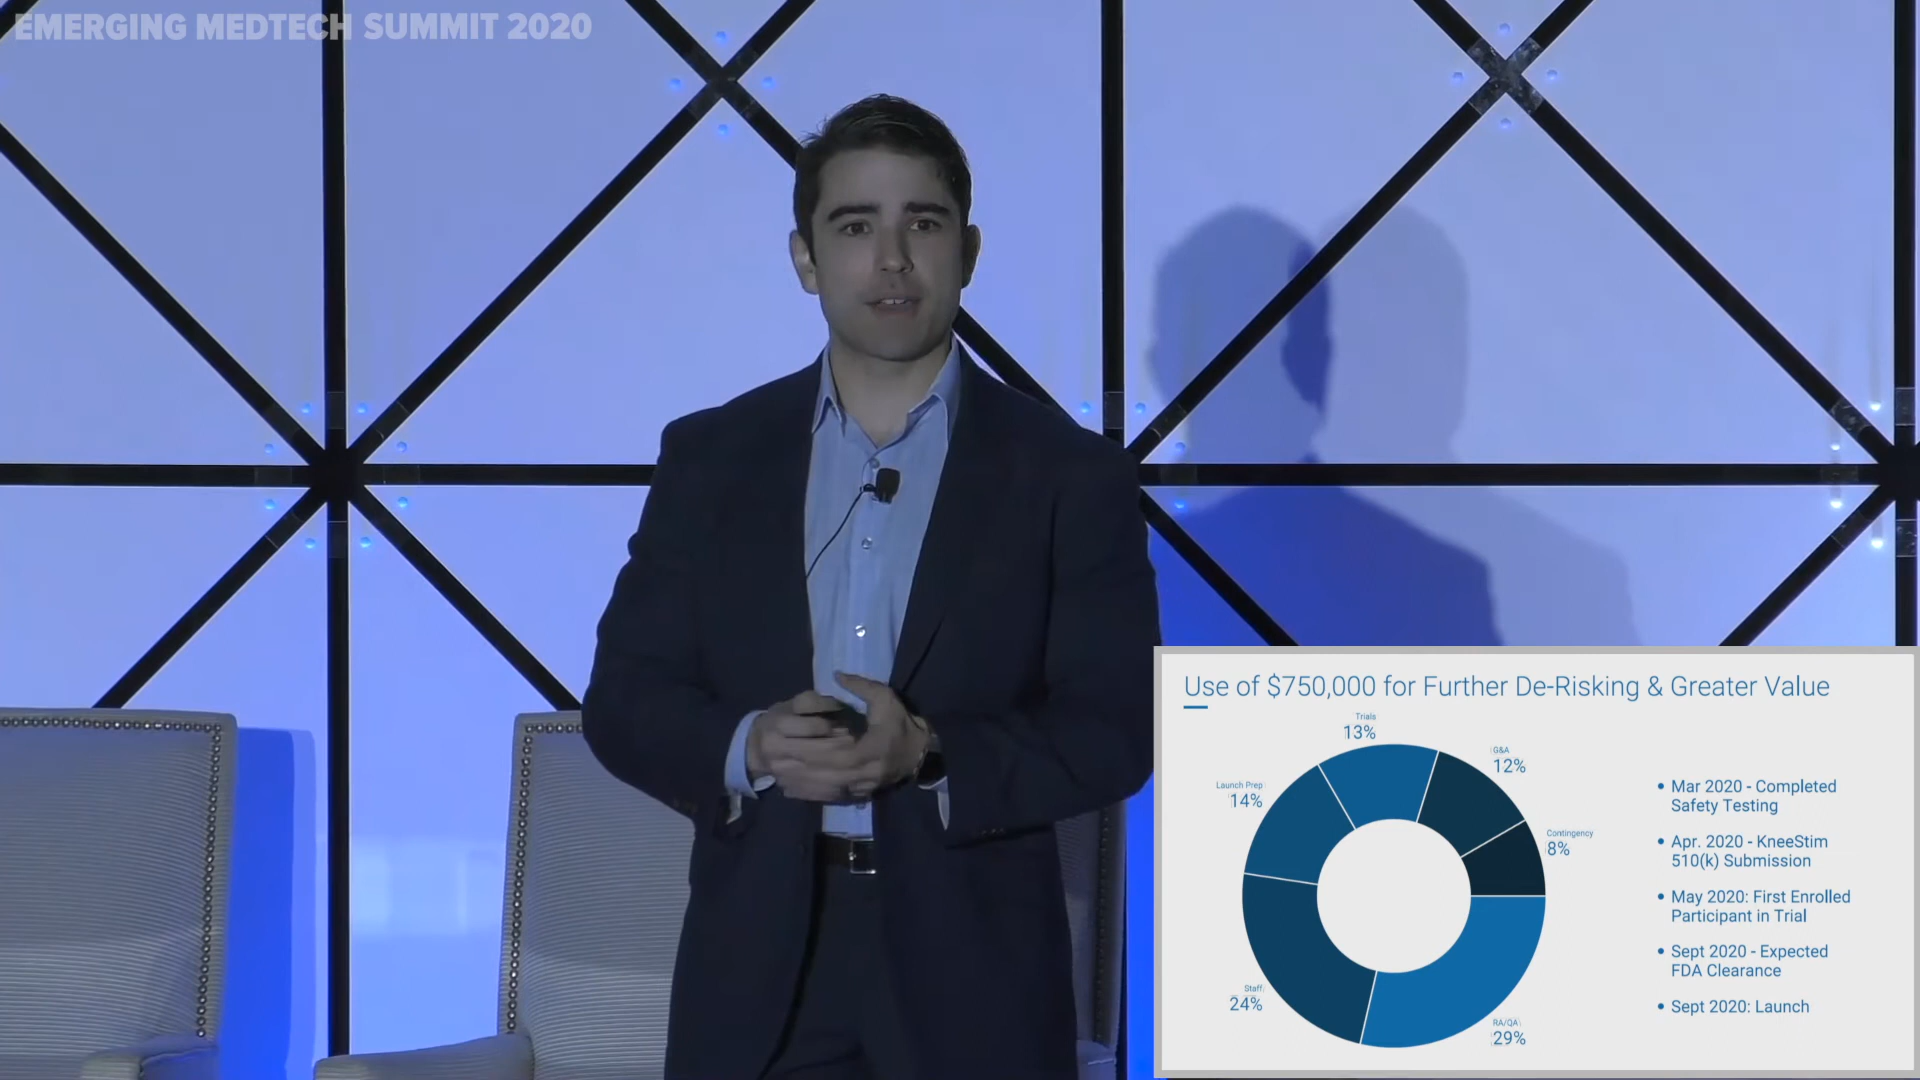 EMERGING MEDTECH SUMMIT 2020
Use of $750,000 for Further De-Risking & Greater Value
Trials
13%
G&A
12%
Launch Prep
14%
Contingency
8%
Staff
24%
RA/QA
29%
• Mar 2020 - Completed
Safety Testing
• Apr. 2020 - KneeStim
510(k) Submission
• May 2020: First Enrolled
Participant in Trial
• Sept 2020 - Expected
FDA Clearance
• Sept 2020: Launch